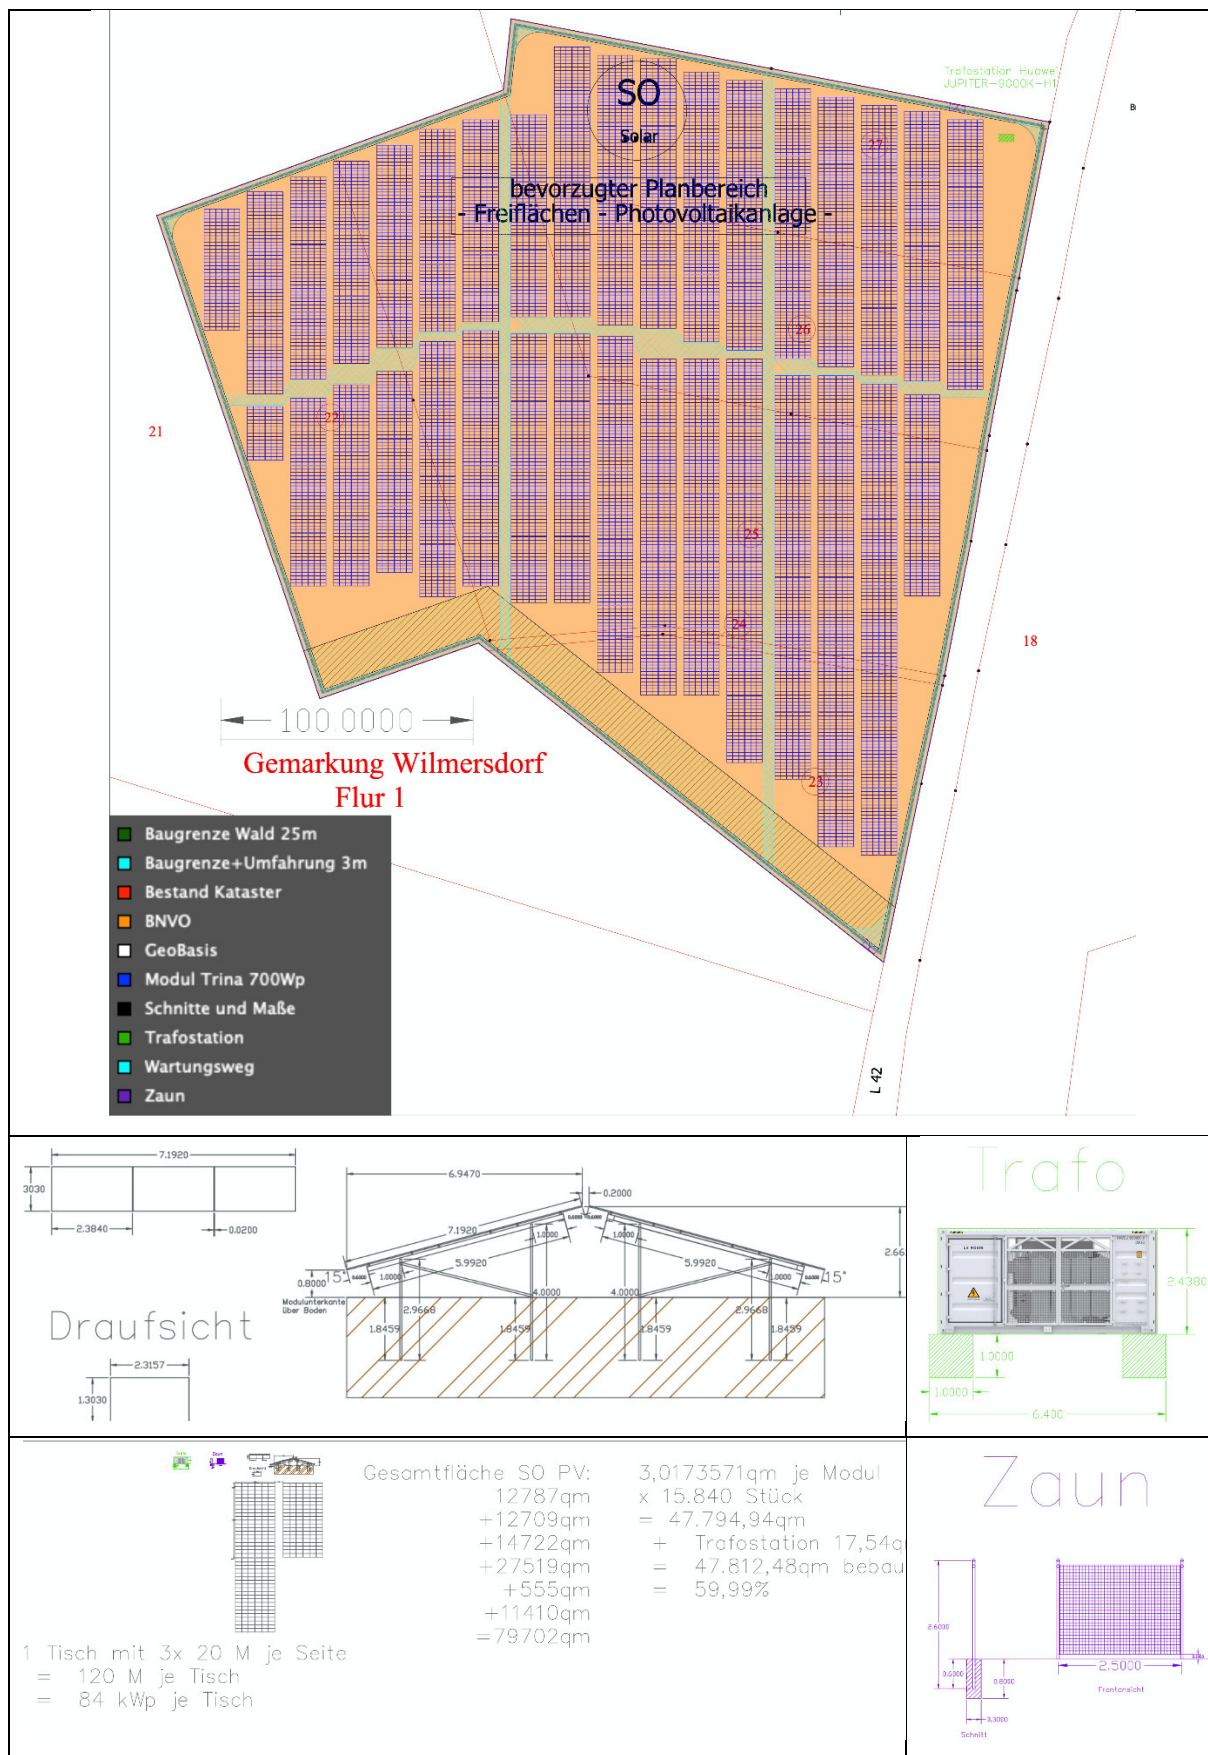 Trafostation Huawe
JUPITER-9000K-H1
SO
Solar
bevorzugter Planbereich
- Freiflächen - Photovoltaikanlage -
27
26
22
21
25
24
18
23
100.0000
Gemarkung Wilmersdorf
Flur 1
Baugrenze Wald 25m
Baugrenze+Umfahrung 3m
Bestand Kataster
BNVO
GeoBasis
Modul Trina 700Wp
Schnitte und Maße
Trafostation
Wartungsweg
Zaun
L 42
7.1920
3030
2.3840
0.0200
Draufsicht
2.3157
1.3030
6.9470
0.2000
7.1920
1.0000
1.0000
5.9920
5.9920
2.66
15°
15°
0.8000
1.0000
1.0000
Modulunterkante
über Boden
2.9668
4.0000
4.0000
2.9668
1.8459
1.8459
1.8459
1.8459
Trafo
2.4380
1.0000
1.0000
6.400
1 Tisch mit 3x 20 M je Seite
= 120 M je Tisch
= 84 kWp je Tisch
Gesamtfläche SO PV:
12787qm
+12709qm
+14722qm
+27519qm
+555qm
+11410qm
=79702qm
3,0173571qm je Modul
x 15.840 Stück
= 47.794,94qm
+ Trafostation 17,54q
= 47.812,48qm bebau
= 59,99%
Zaun
2.6000
0.6000
0.8000
0.3000
Schnitt
2.5000
Frontansicht